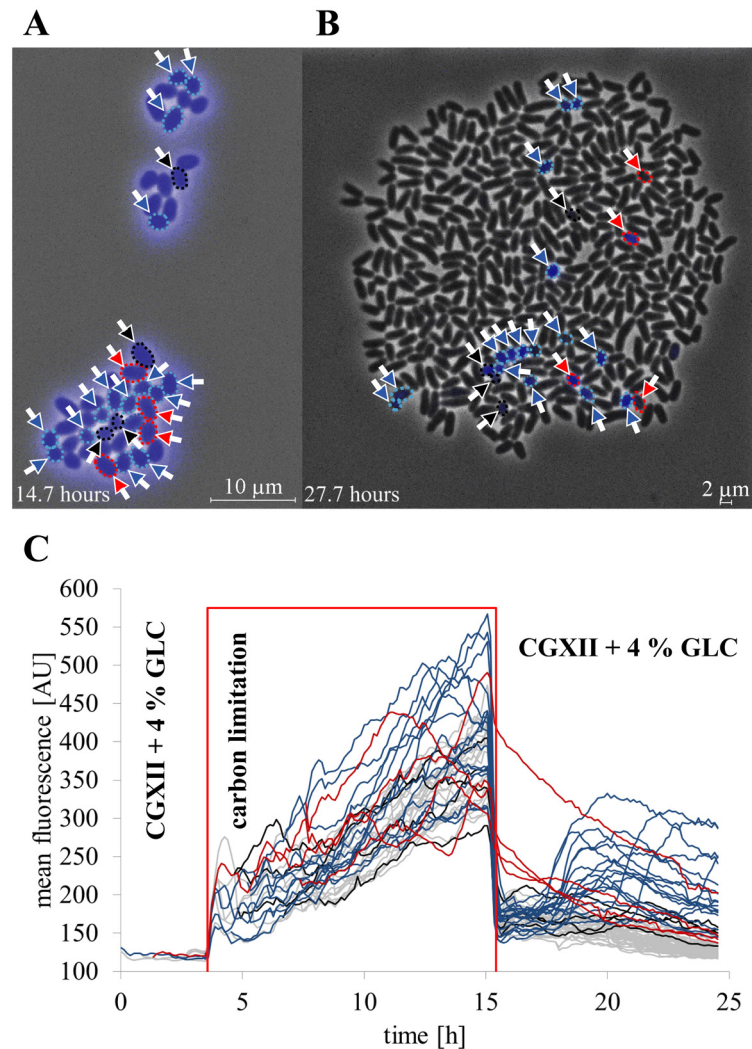 A
B
14.7 hours
10 µm
27.7 hours
2 µm
C
600
550
500
450
400
350
300
250
200
150
100
mean fluorescence [AU]
CGXII + 4 % GLC
carbon limitation
CGXII + 4 % GLC
0
5
10
15
20
25
time [h]